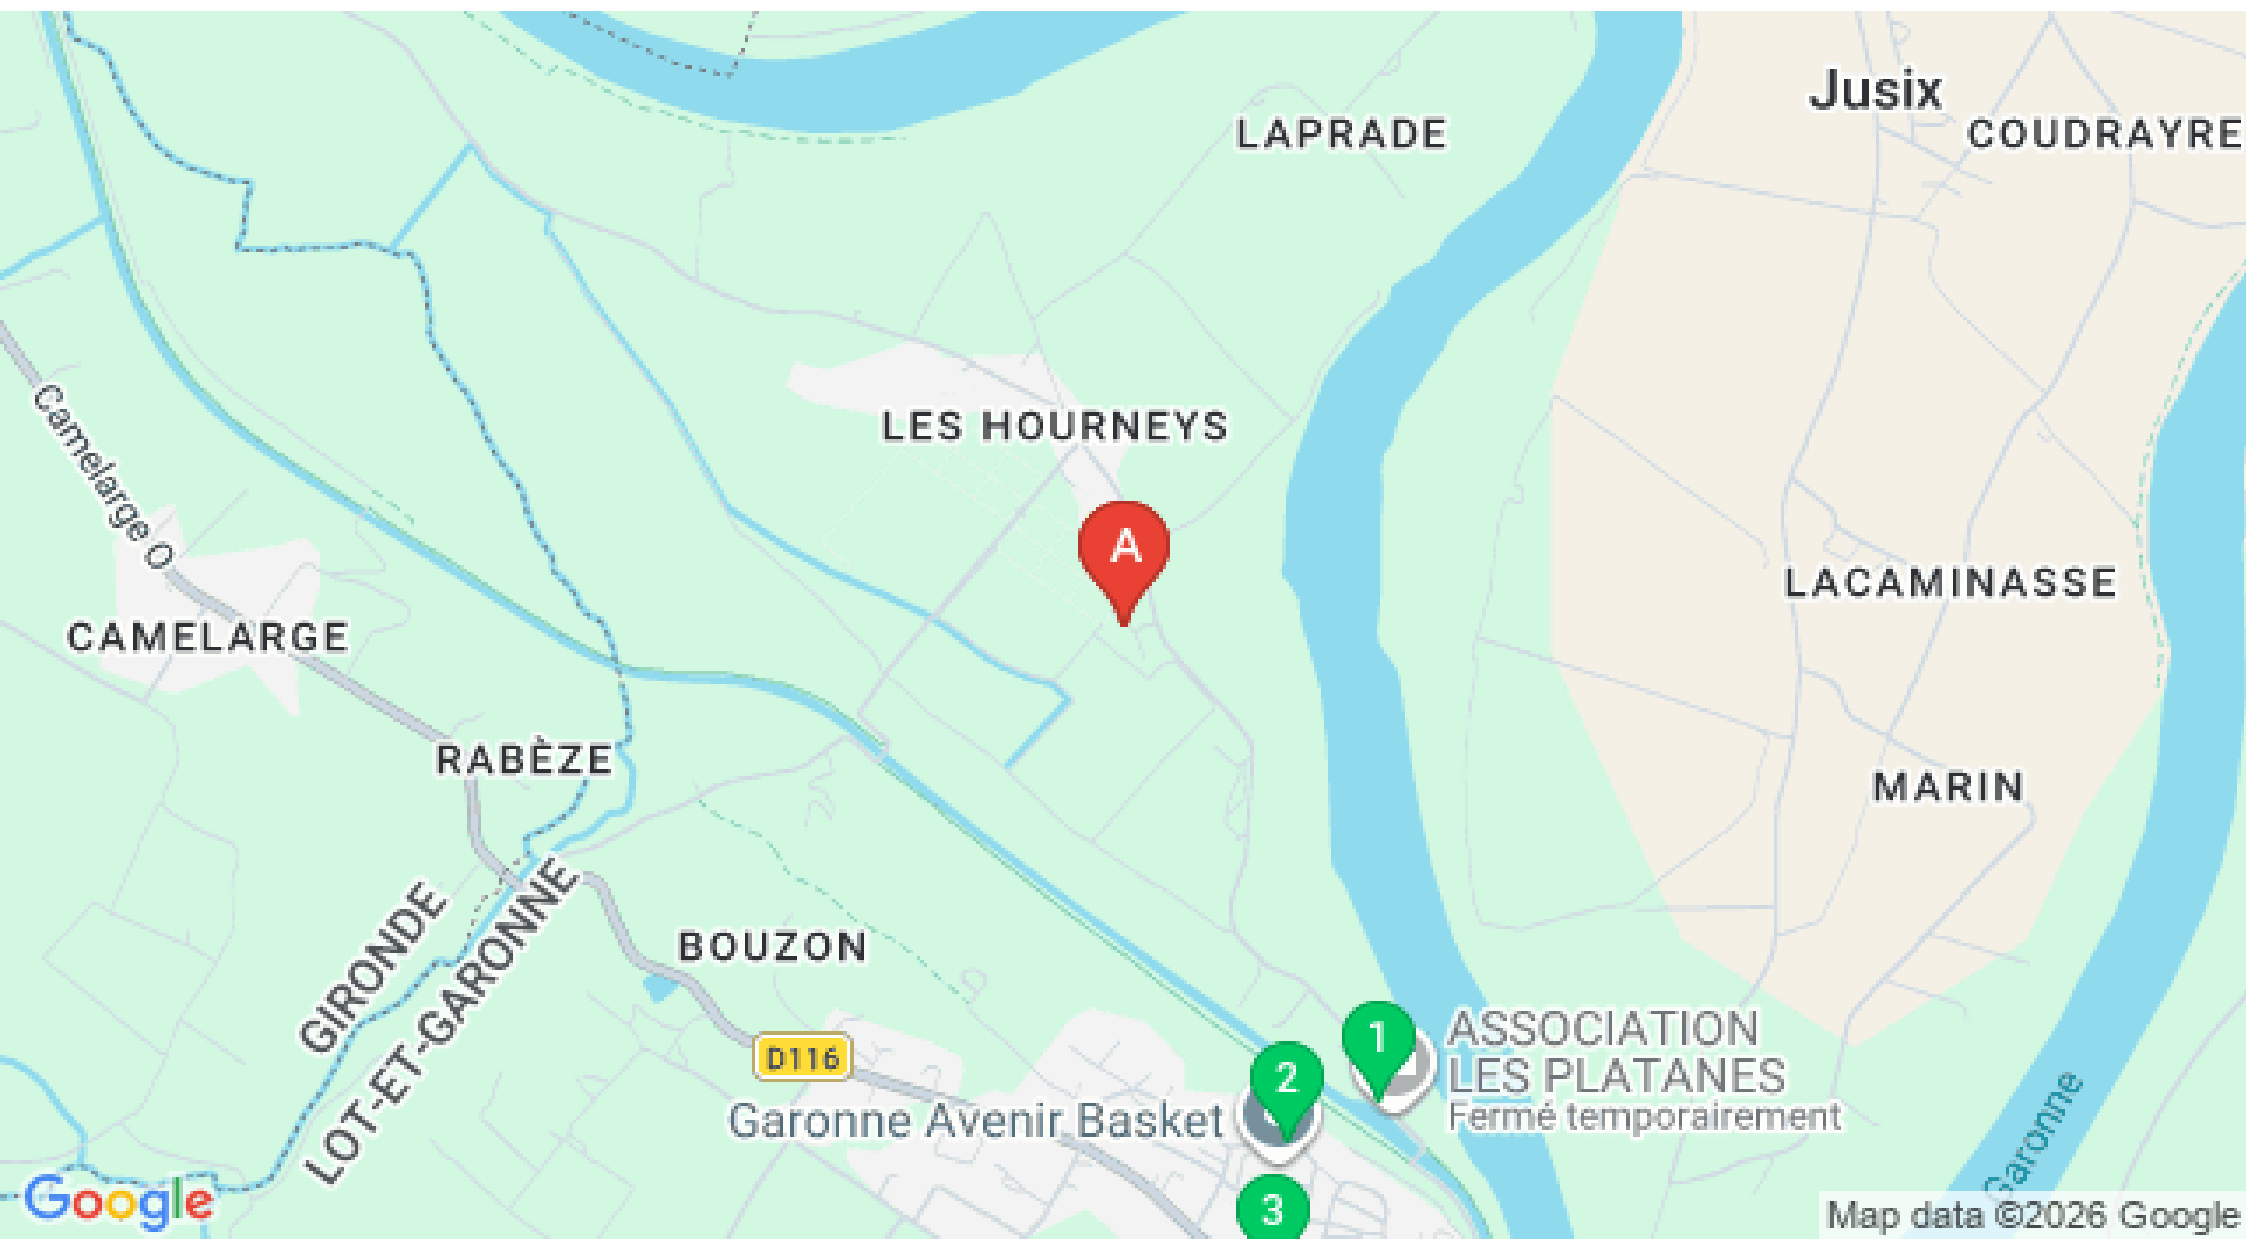 Jusix
LAPRADE
COUDRAYRE
LES HOURNEYS
Camelarge O
A
LACAMINASSE
CAMELARGE
RABÈZE
MARIN
GIRONDE
LOT-ET-GARONNE
BOUZON
D116
1
ASSOCIATION
LES PLATANES
Fermé temporairement
2
Garonne Avenir Basket
Garonne
3
Google
Map data ©2026 Google